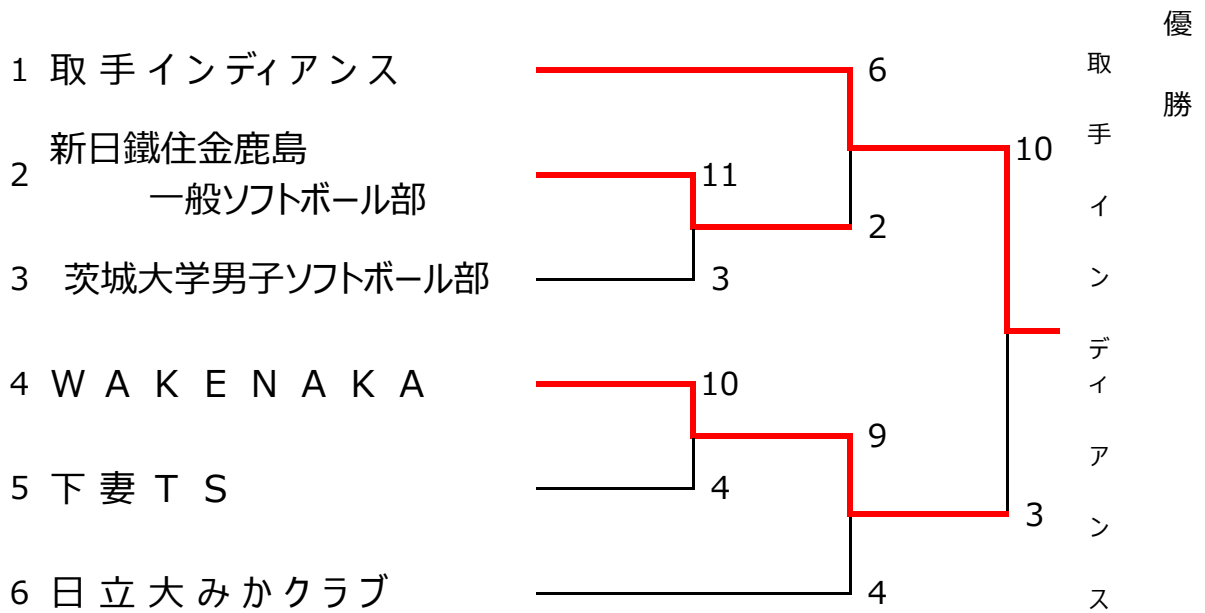 1 取手インディアンス
2 新日鐵住金鹿島
一般ソフトボール部
3 茨城大学男子ソフトボール部
4 WAKENAKA
5 下妻TS
6 日立大みかクラブ
6
11
2
3
10
10
4
9
4
3
取手インディアンス
優勝